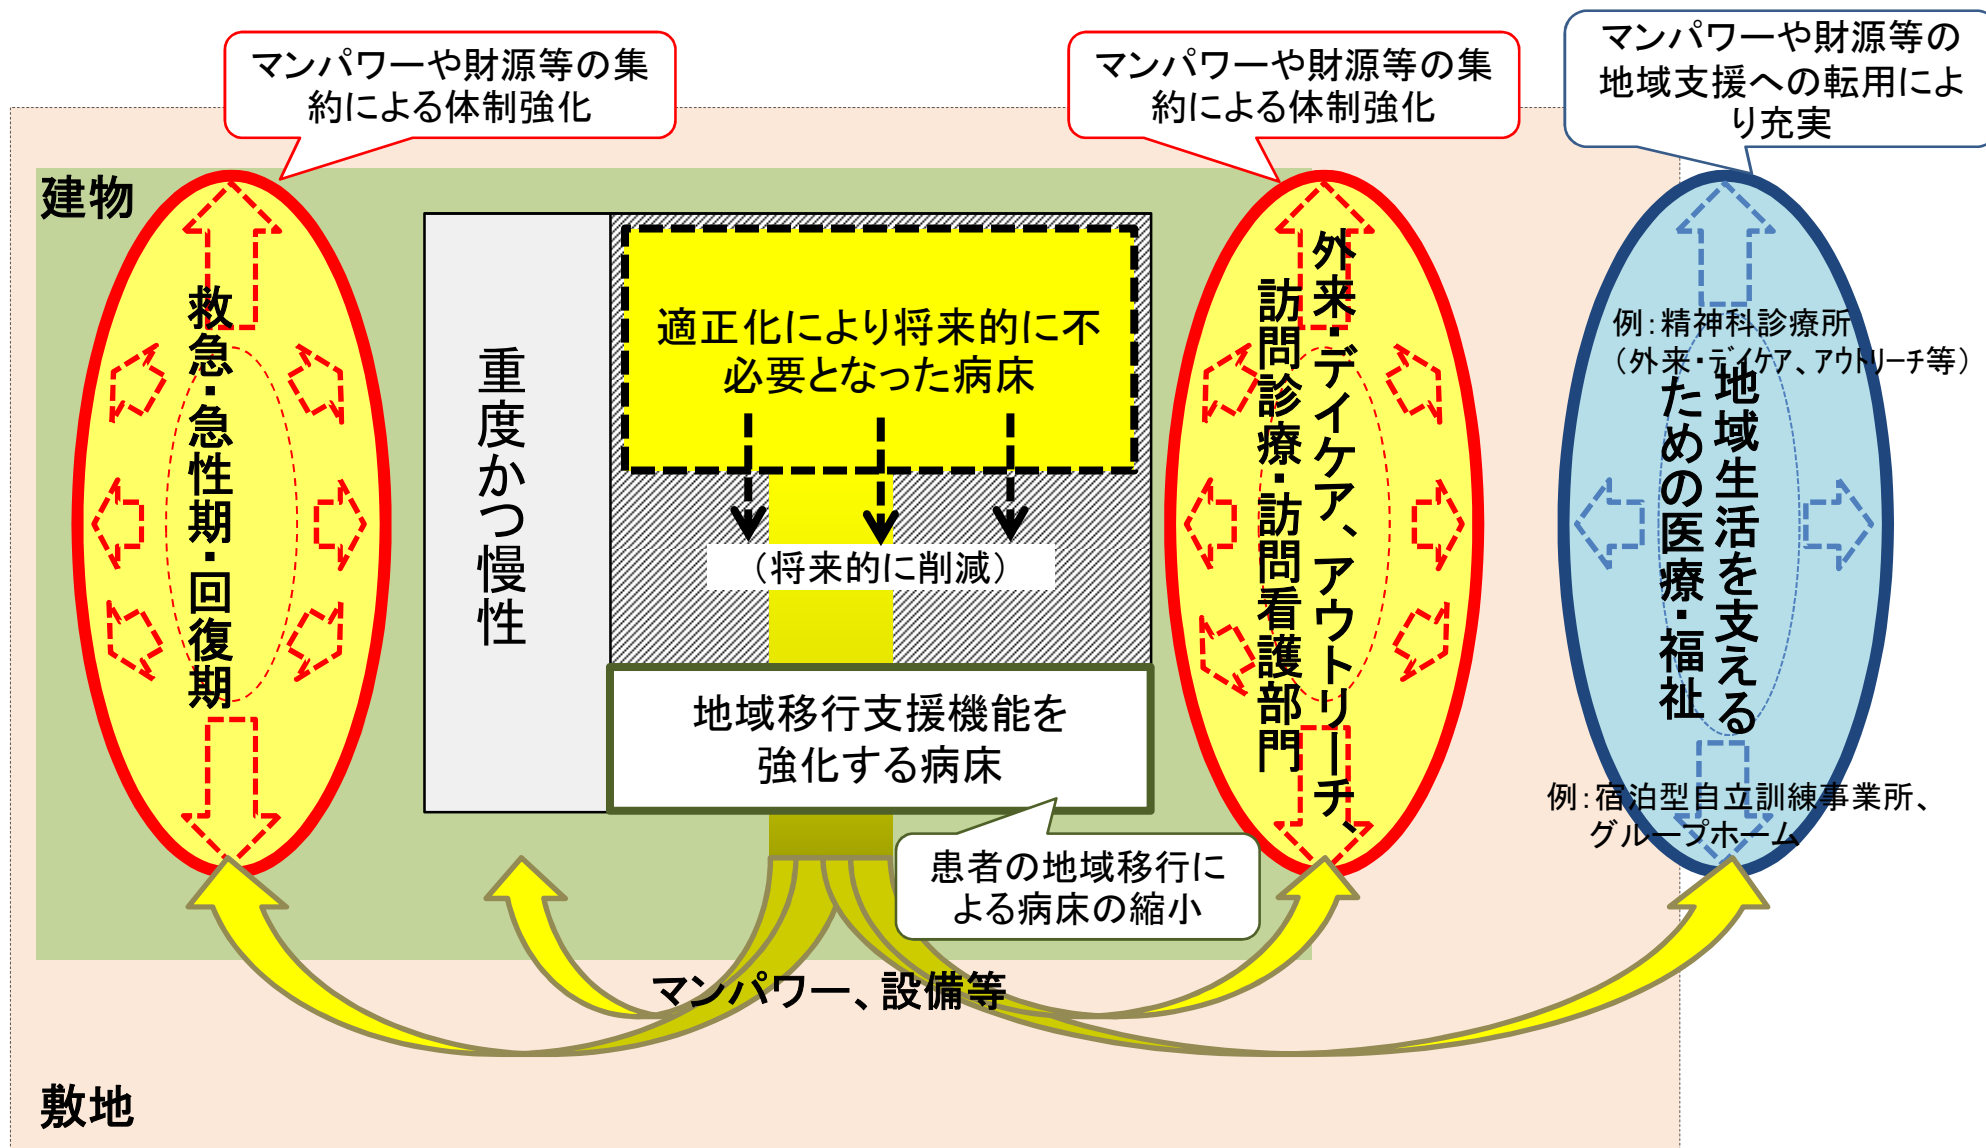 マンパワーや財源等の集
約による体制強化
マンパワーや財源等の集
約による体制強化
マンパワーや財源等の
地域支援への転用によ
り充実
建物
救急・急性期・回復期
重度かつ慢性
適正化により将来的に不
必要となった病床
（将来的に削減）
地域移行支援機能を
強化する病床
患者の地域移行に
よる病床の縮小
外来・デイケア、アウトリーチ、
訪問診療・訪問看護部門
例：精神科診療所
（外来・ﾃﾞｲｹｱ、ｱｳﾄﾘｰﾁ等）
地域生活を支える
ための医療・福祉
例：宿泊型自立訓練事業所、
グループホーム
マンパワー、設備等
敷地